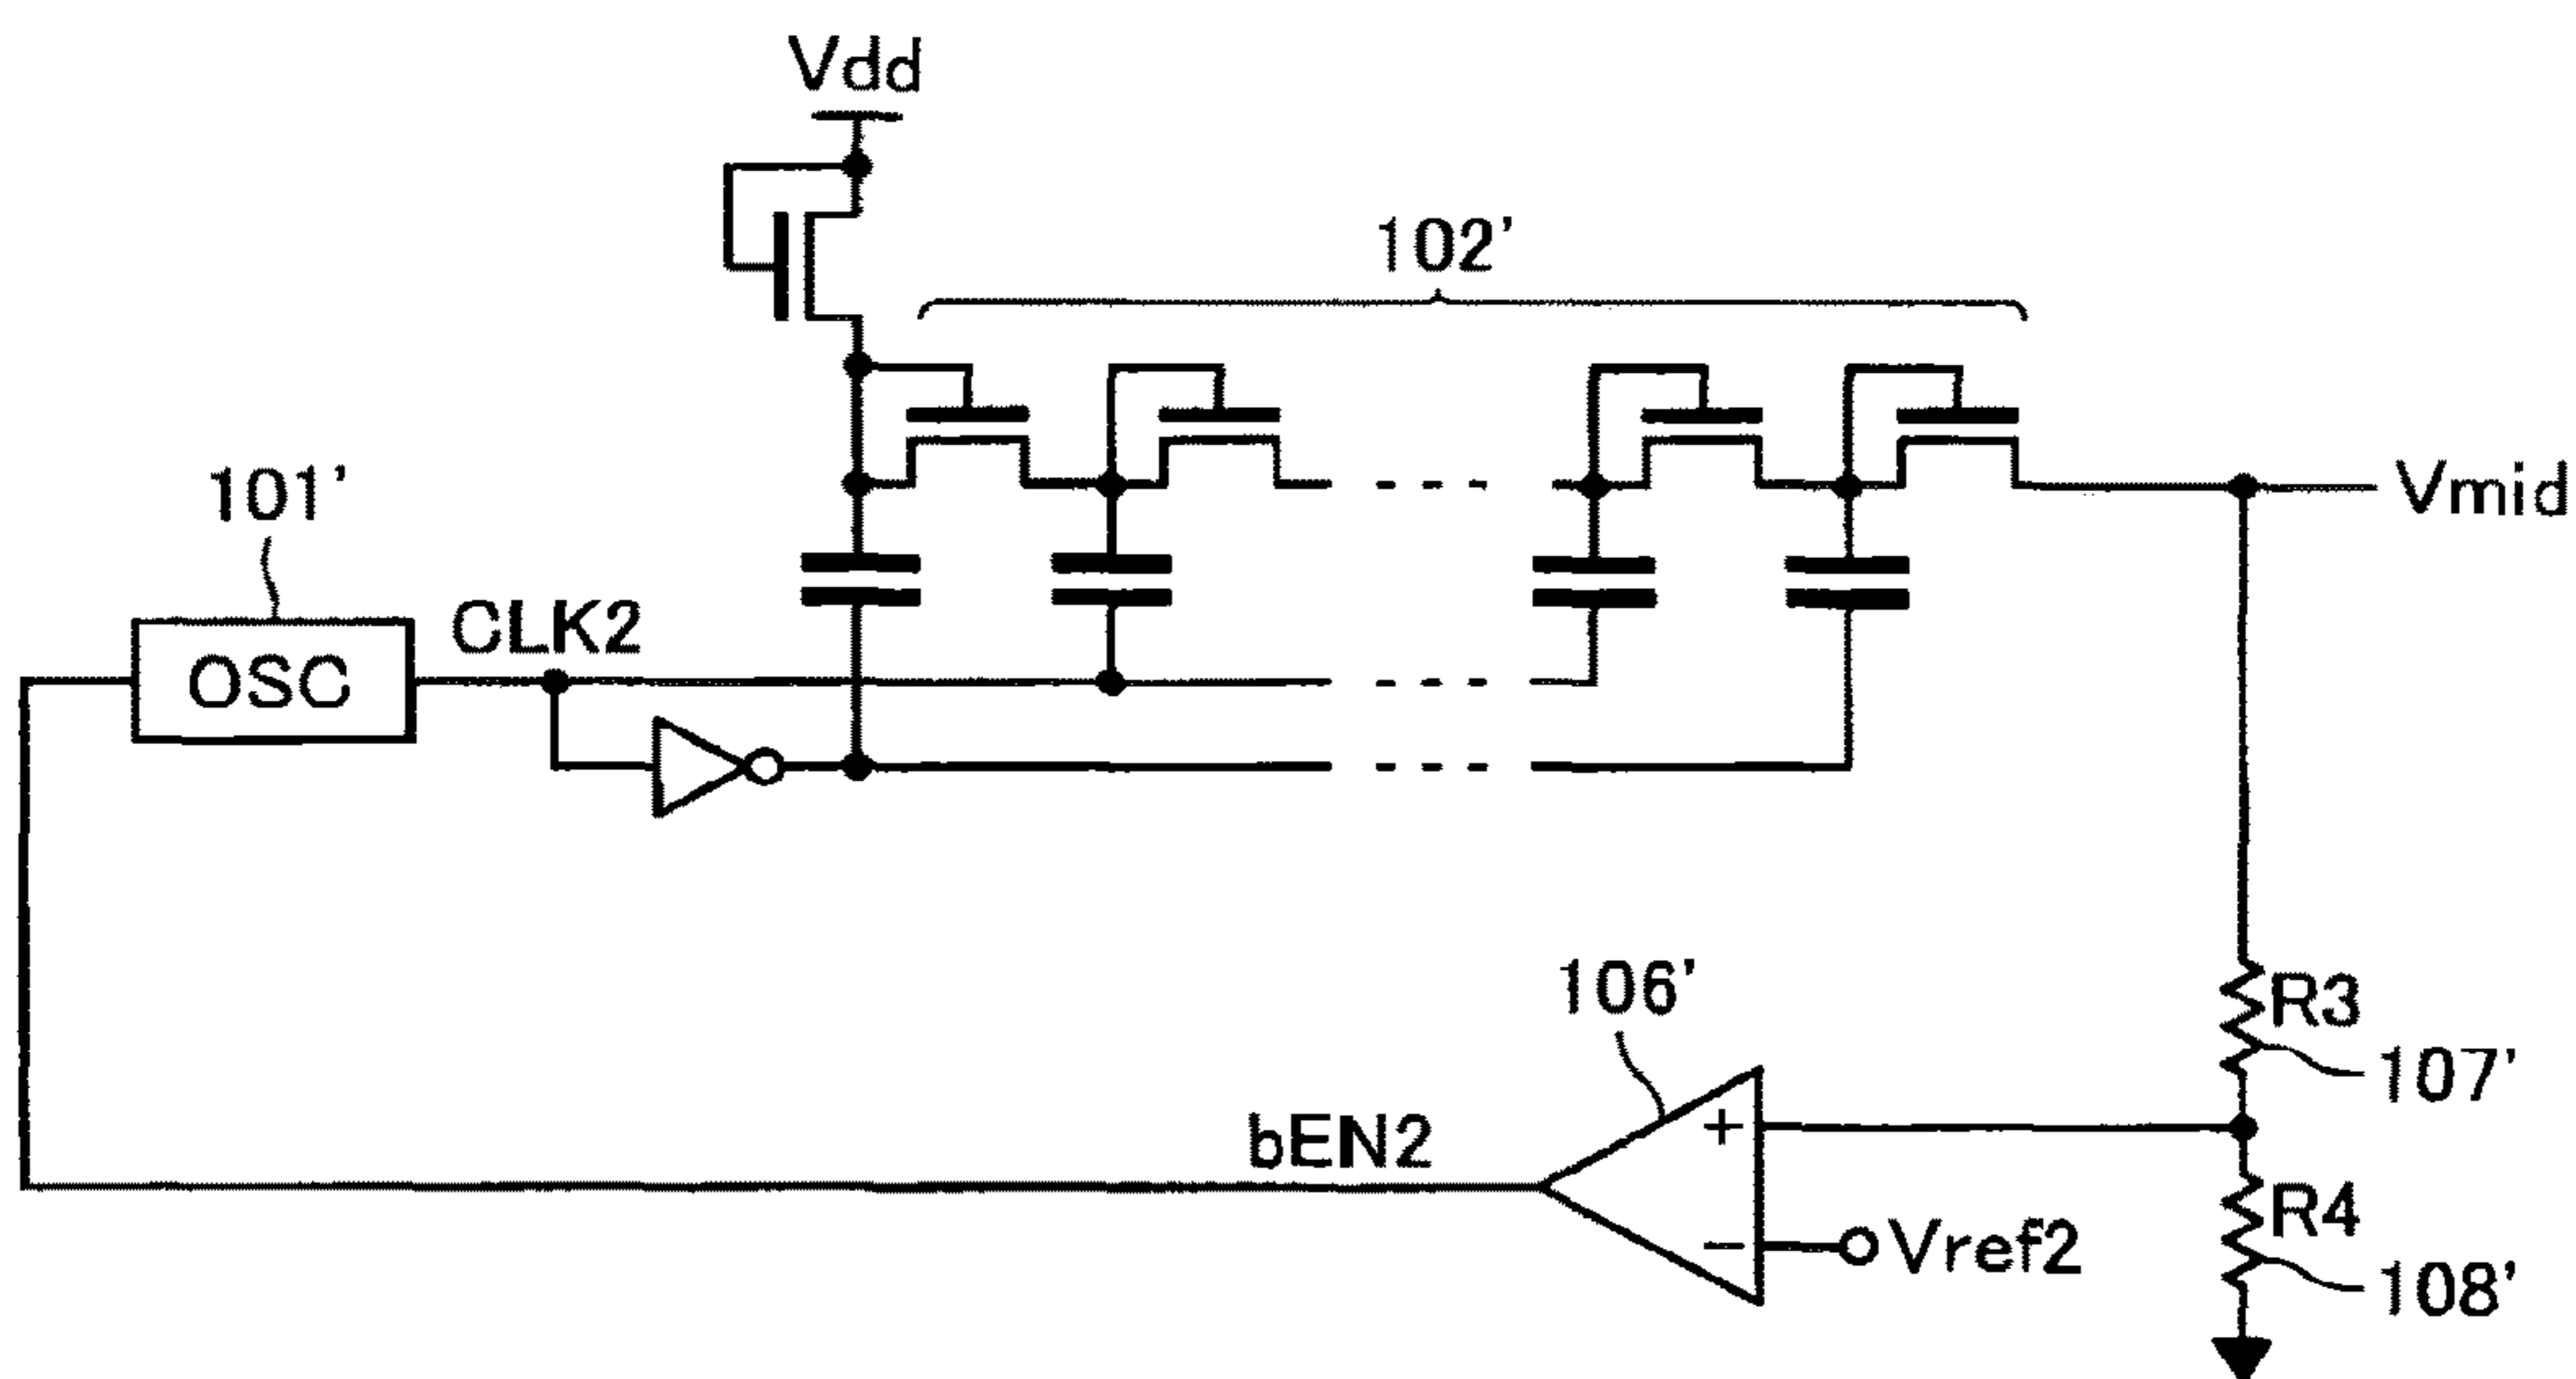 Vdd
102'
101'
Vmid
CLK2
OSC
106'
R3
107'
bEN2
+
R4
−
Vref2
108'